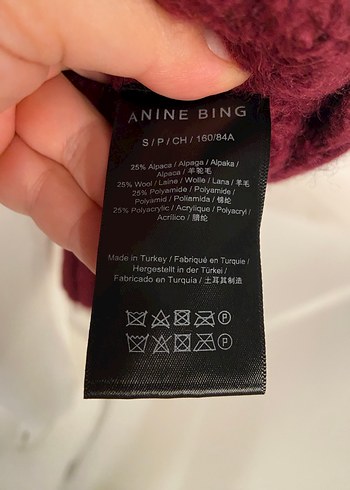 ANINE BING
S / P / CH / 160/84A
25% Alpaca / Alpaga / Alpaka /
Alpaca / 羊驼毛
25% Wool / Laine / Wolle / Lana / 羊毛
25% Polyamide / Polyamide /
Polyamid / Poliamida / 锦纶
25% Polyacrylic / Acrylique / Polyacryl /
Acrílico / 腈纶
Made in Turkey / Fabriqué en Turquie /
Hergestellt in der Türkei /
Fabricado en Turquia / 土耳其制造
P
P